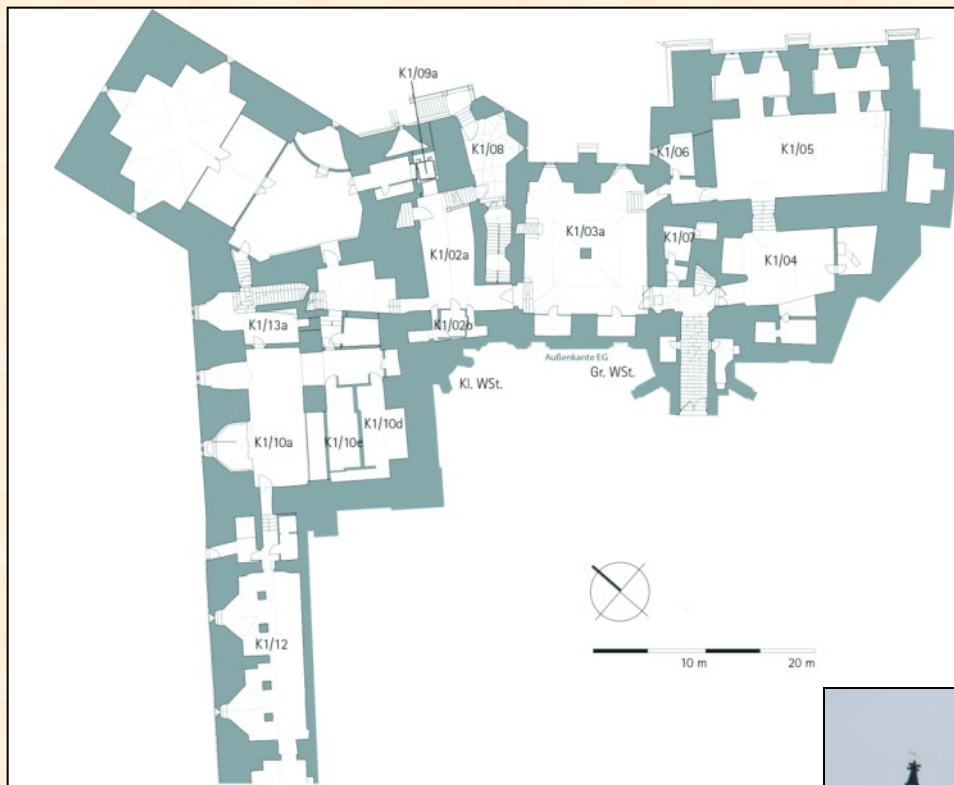 K1/09a
K1/08
K1/06
K1/05
K1/03a
K1/07
K1/02a
K1/04
K1/13a
K1/02b
Außenkante EG
Kl. WSt.
Gr. WSt.
K1/10a
K1/10e
K1/10d
K1/12
10 m
20 m